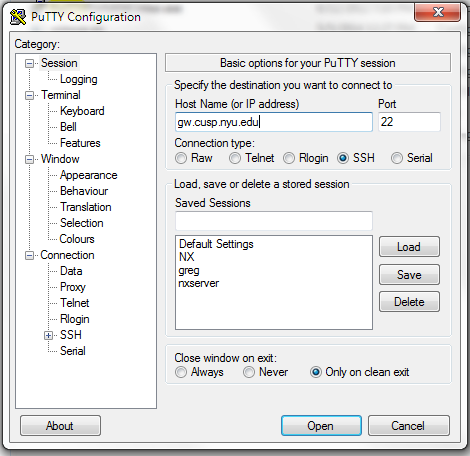 PuTTY Configuration
Category:
Session
Logging
Terminal
Keyboard
Bell
Features
Window
Appearance
Behaviour
Translation
Selection
Colours
Connection
Data
Proxy
Telnet
Rlogin
SSH
Serial
Basic options for your PuTTY session
Specify the destination you want to connect to
Host Name (or IP address) Port
gw.cusp.nyu.edu 22
Connection type:
Raw Telnet Rlogin SSH Serial
Load, save or delete a stored session
Saved Sessions
Default Settings
NX
greg
nxserver
Load
Save
Delete
Close window on exit:
Always Never Only on clean exit
About Open Cancel